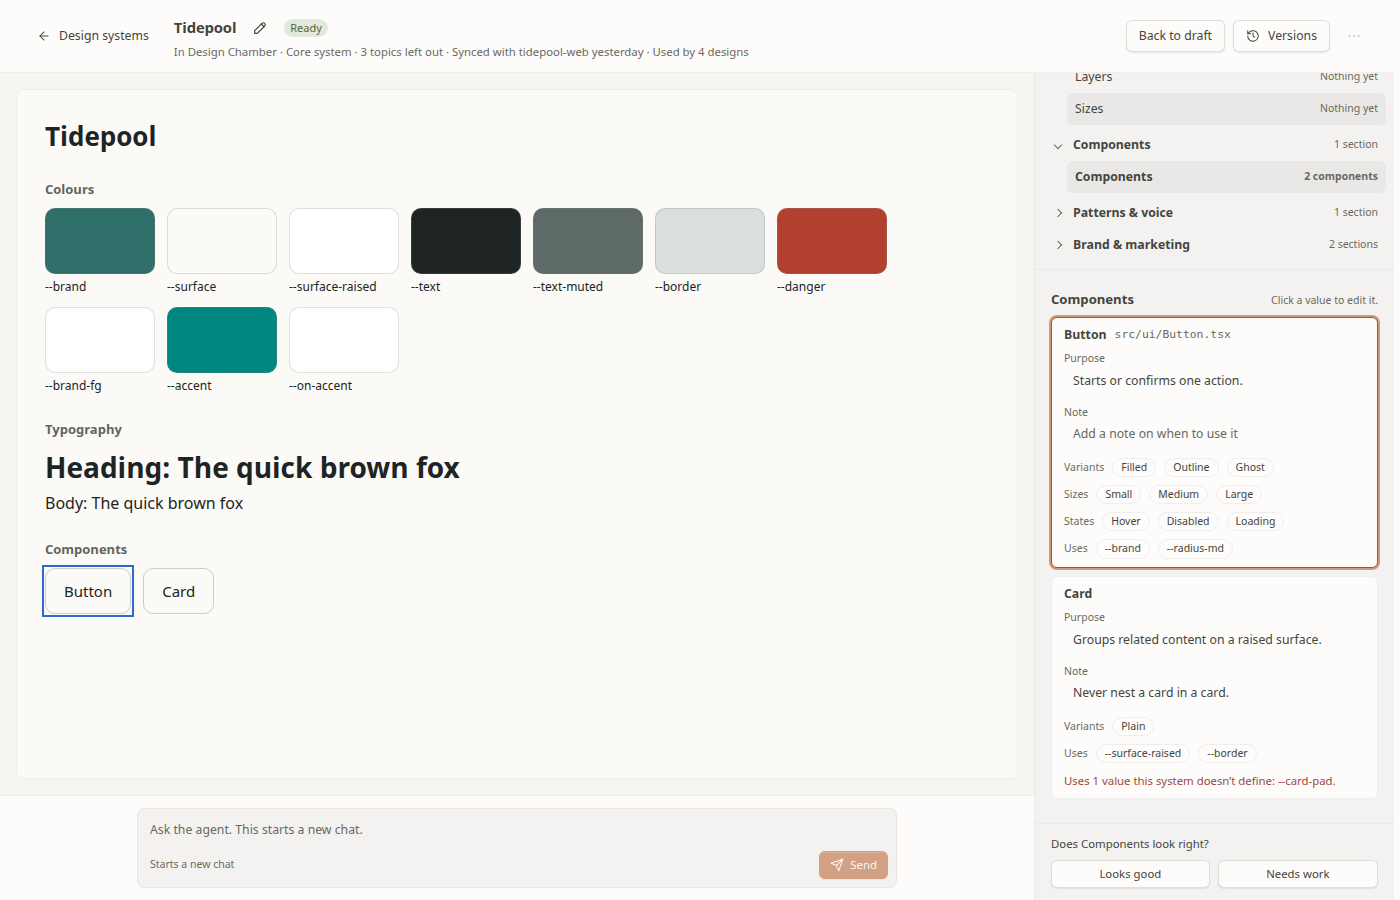 Design systems
Tidepool
Ready
In Design Chamber · Core system · 3 topics left out · Synced with tidepool-web yesterday · Used by 4 designs
Back to draft
Versions
Tidepool
Colours
--brand
--surface
--surface-raised
--text
--text-muted
--border
--danger
--brand-fg
--accent
--on-accent
Typography
Heading: The quick brown fox
Body: The quick brown fox
Components
Button
Card
Ask the agent. This starts a new chat.
Starts a new chat
Send
Layers Nothing yet
Sizes Nothing yet
Components 1 section
Components 2 components
Patterns & voice 1 section
Brand & marketing 2 sections
Components Click a value to edit it.
Button src/ui/Button.tsx
Purpose
Starts or confirms one action.
Note
Add a note on when to use it
Variants Filled Outline Ghost
Sizes Small Medium Large
States Hover Disabled Loading
Uses --brand --radius-md
Card
Purpose
Groups related content on a raised surface.
Note
Never nest a card in a card.
Variants Plain
Uses --surface-raised --border
Uses 1 value this system doesn’t define: --card-pad.
Does Components look right?
Looks good
Needs work